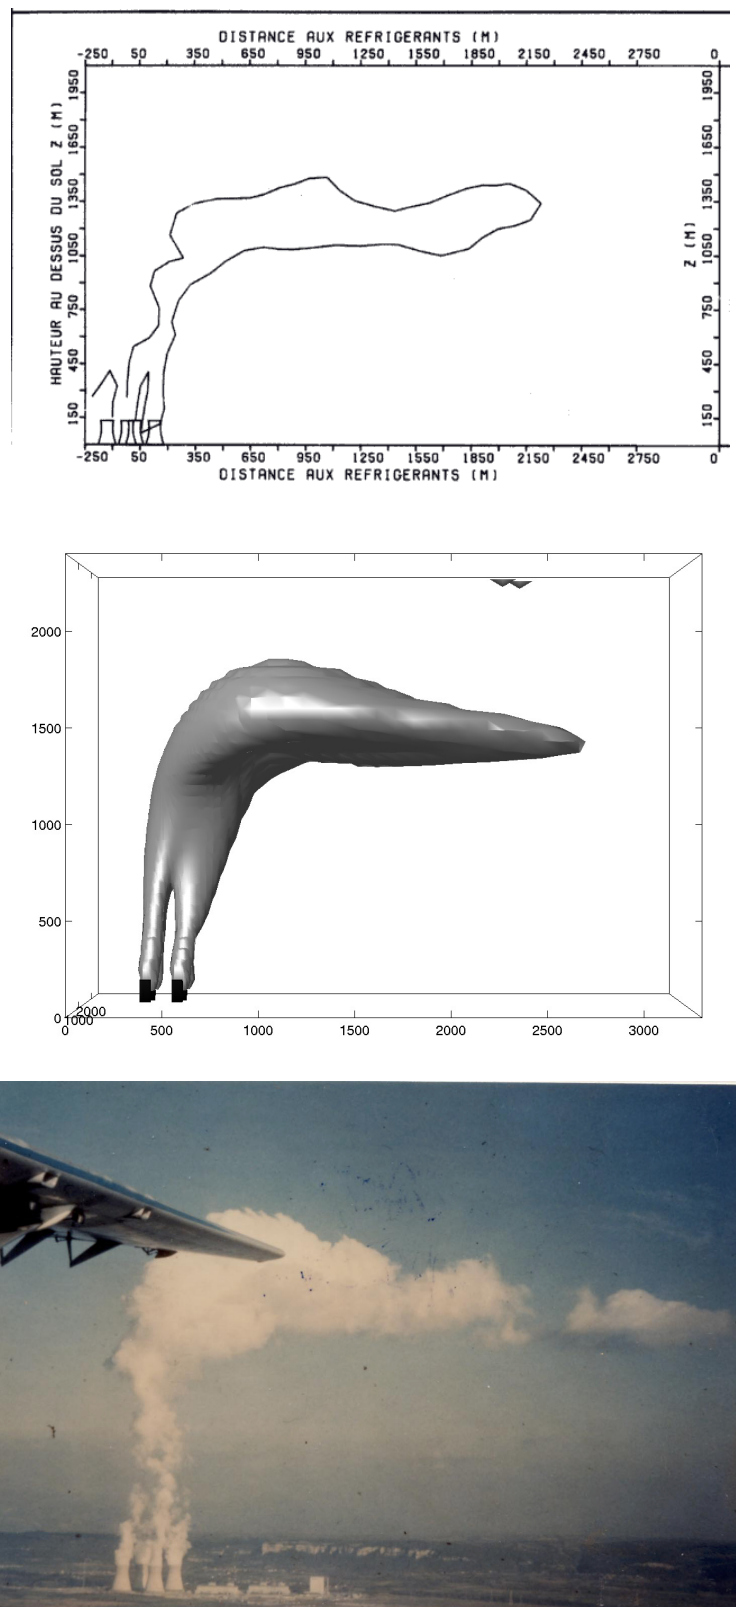 DISTANCE AUX REFRIGERANTS (M)
-250 50 350 650 950 1250 1550 1850 2150 2450 2750 0
HAUTEUR AU DESSUS DU SOL Z (M)
1950 1650 1350 1050 750 450 150
Z (M)
1950 1650 1350 1050 750 450 150
-250 50 350 650 950 1250 1550 1850 2150 2450 2750 0
DISTANCE AUX REFRIGERANTS (M)
2000
1500
1000
500
0
2000
1000
0 500 1000 1500 2000 2500 3000